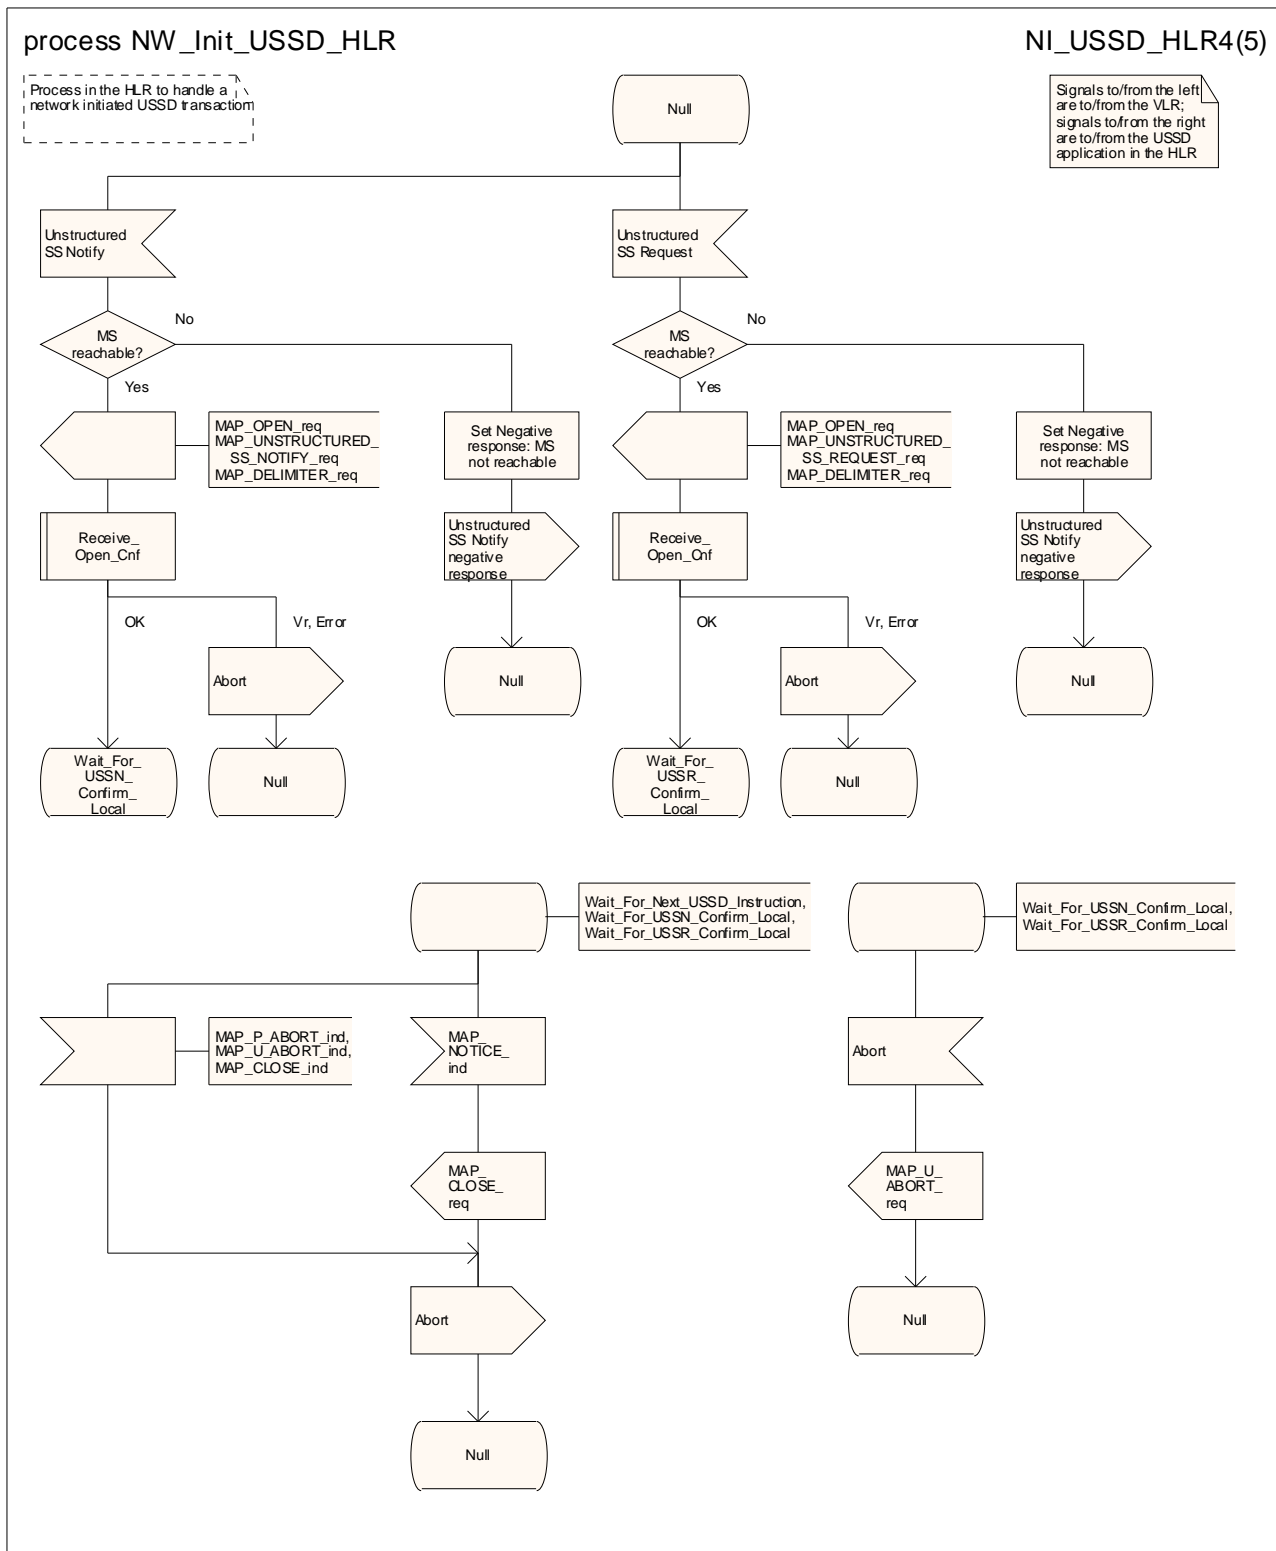 process NW_Init_USSD_HLR
NI_USSD_HLR4(5)
Process in the HLR to handle a
network initiated USSD transaction
Null
Signals to/from the left
are to/from the VLR;
signals to/from the right
are to/from the USSD
application in the HLR
Unstructured
SS Notify
Unstructured
SS Request
MS
reachable?
No
Yes
MS
reachable?
No
Yes
MAP_OPEN_req
MAP_UNSTRUCTURED_
SS_NOTIFY_req
MAP_DELIMITER_req
Set Negative
response: MS
not reachable
MAP_OPEN_req
MAP_UNSTRUCTURED_
SS_REQUEST_req
MAP_DELIMITER_req
Set Negative
response: MS
not reachable
Receive_
Open_Cnf
Unstructured
SS Notify
negative
response
Receive_
Open_Cnf
Unstructured
SS Notify
negative
response
OK
Vr, Error
OK
Vr, Error
Abort
Null
Abort
Null
Wait_For_
USSN_
Confirm_
Local
Null
Wait_For_
USSR_
Confirm_
Local
Null
Wait_For_Next_USSD_Instruction,
Wait_For_USSN_Confirm_Local,
Wait_For_USSR_Confirm_Local
Wait_For_USSN_Confirm_Local,
Wait_For_USSR_Confirm_Local
MAP_P_ABORT_ind,
MAP_U_ABORT_ind,
MAP_CLOSE_ind
MAP_
NOTICE_
ind
Abort
MAP_
CLOSE_
req
MAP_U_
ABORT_
req
Abort
Null
Null